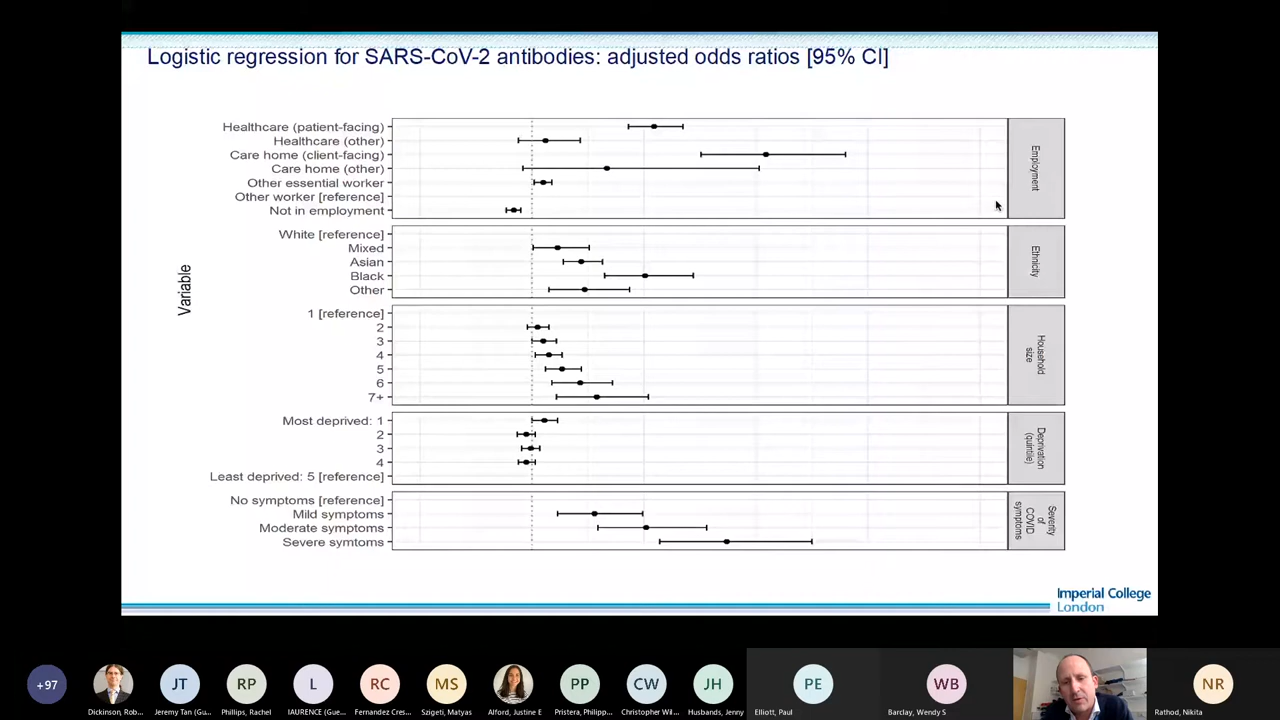 Logistic regression for SARS-CoV-2 antibodies: adjusted odds ratios [95% CI]
Variable
Healthcare (patient-facing)
Healthcare (other)
Care home (client-facing)
Care home (other)
Other essential worker
Other worker [reference]
Not in employment
Employment
White [reference]
Mixed
Asian
Black
Other
Ethnicity
1 [reference]
2
3
4
5
6
7+
Household
size
Most deprived: 1
2
3
4
Least deprived: 5 [reference]
Deprivation
(quintile)
No symptoms [reference]
Mild symptoms
Moderate symptoms
Severe symtoms
Severity
of
COVID
symptoms
Imperial College
London
+97
JT
RP
L
RC
MS
PP
CW
JH
PE
WB
NR
Dickinson, Rob...
Jeremy Tan (Gu...
Phillips, Rachel
lAURENCE (Gue...
Fernandez Cres...
Szigeti, Matyas
Alford, Justine E
Pristera, Philipp...
Christopher Wil...
Husbands, Jenny
Elliott, Paul
Barclay, Wendy S
Rathod, Nikita